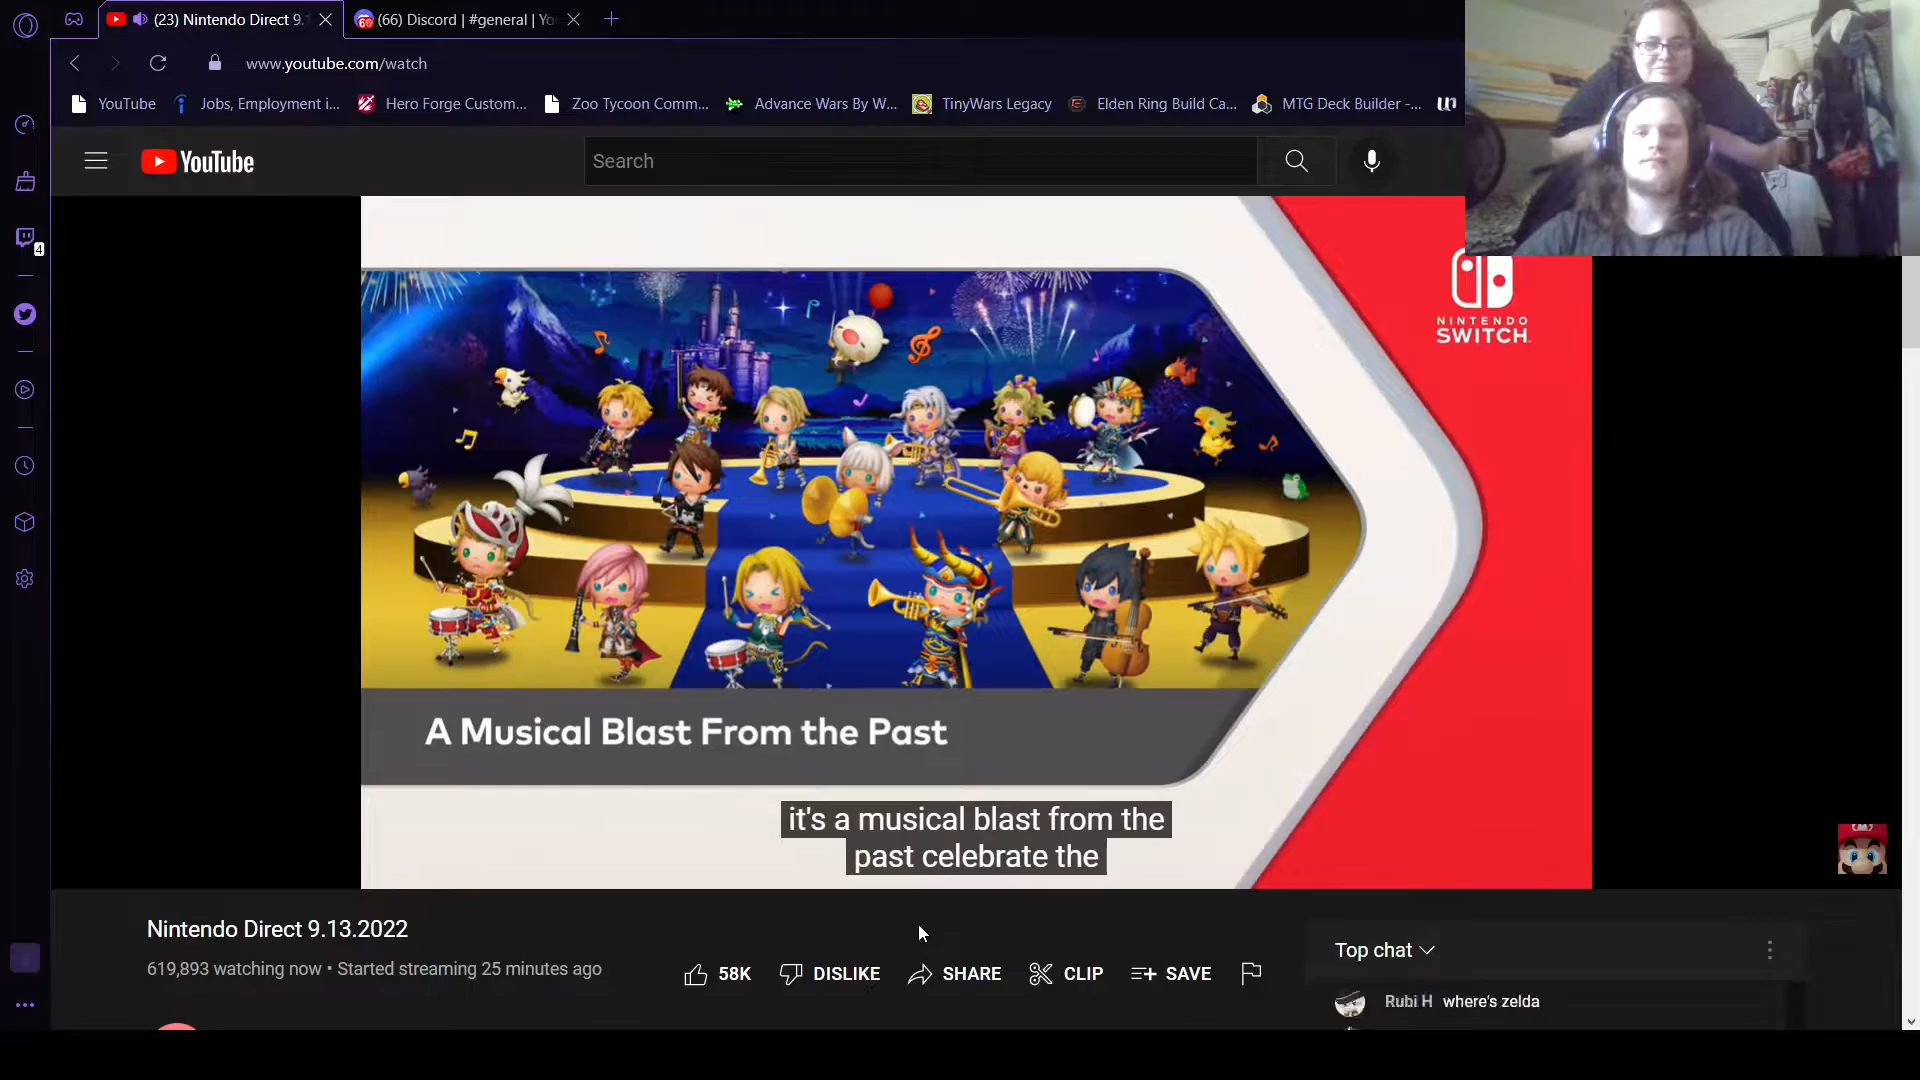 (23) Nintendo Direct 9.
(66) Discord | #general | Yo
www.youtube.com/watch
YouTube
Jobs, Employment i...
Hero Forge Custom...
Zoo Tycoon Comm...
Advance Wars By W...
TinyWars Legacy
Elden Ring Build Ca...
MTG Deck Builder -...
YouTube
Search
4
NINTENDO
SWITCH
A Musical Blast From the Past
it's a musical blast from the
past celebrate the
Nintendo Direct 9.13.2022
619,893 watching now • Started streaming 25 minutes ago
58K
DISLIKE
SHARE
CLIP
SAVE
Top chat
Rubi H where's zelda